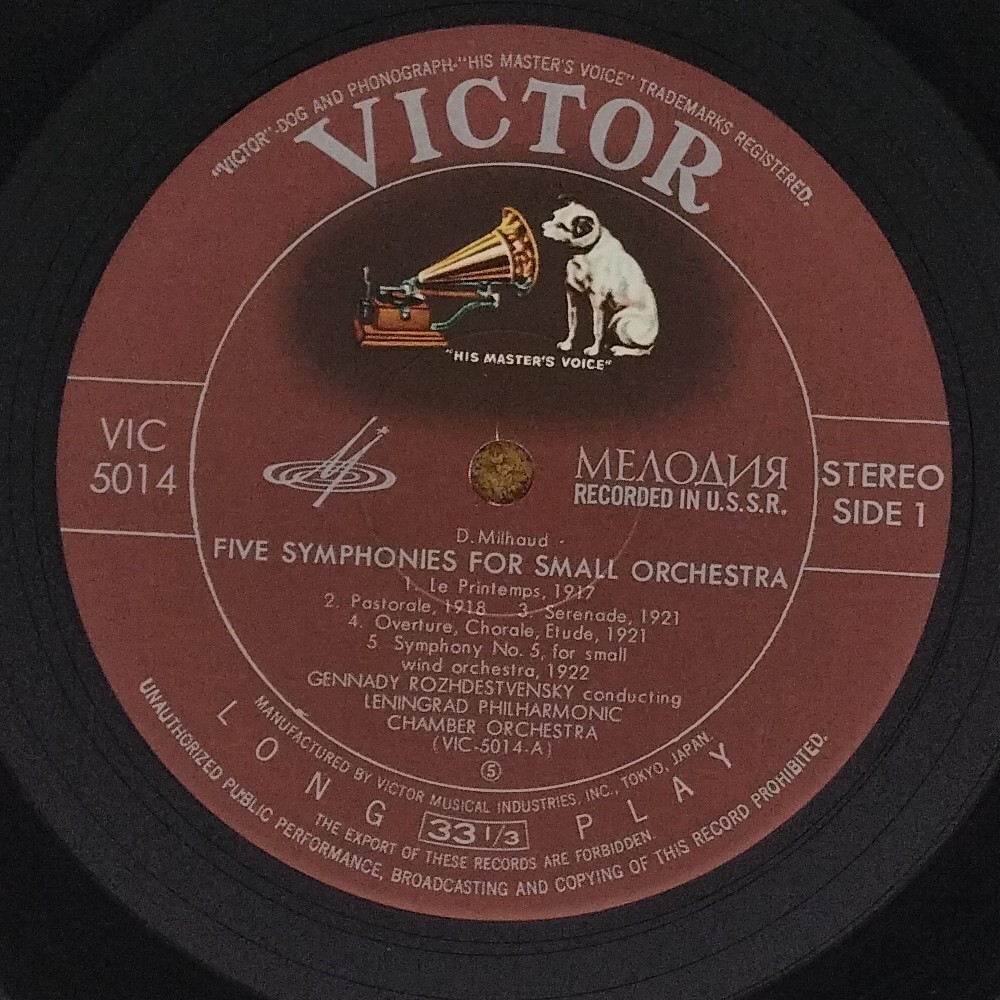 "VICTOR"-DOG AND PHONOGRAPH-"HIS MASTER'S VOICE" TRADEMARKS REGISTERED.
VICTOR
"HIS MASTER'S VOICE"
VIC
5014
МЕЛОДИЯ
RECORDED IN U.S.S.R.
STEREO
SIDE 1
D. Milhaud
FIVE SYMPHONIES FOR SMALL ORCHESTRA
1. Le Printemps, 1917
2. Pastorale, 1918 3. Serenade, 1921
4. Overture, Chorale, Etude, 1921
5. Symphony No. 5, for small
wind orchestra, 1922
GENNADY ROZHDESTVENSKY conducting
LENINGRAD PHILHARMONIC
CHAMBER ORCHESTRA
(VIC-5014-A)
⑤
MANUFACTURED BY VICTOR MUSICAL INDUSTRIES, INC., TOKYO, JAPAN.
LONG 33 1/3 PLAY
THE EXPORT OF THESE RECORDS ARE FORBIDDEN.
UNAUTHORIZED PUBLIC PERFORMANCE, BROADCASTING AND COPYING OF THIS RECORD PROHIBITED.